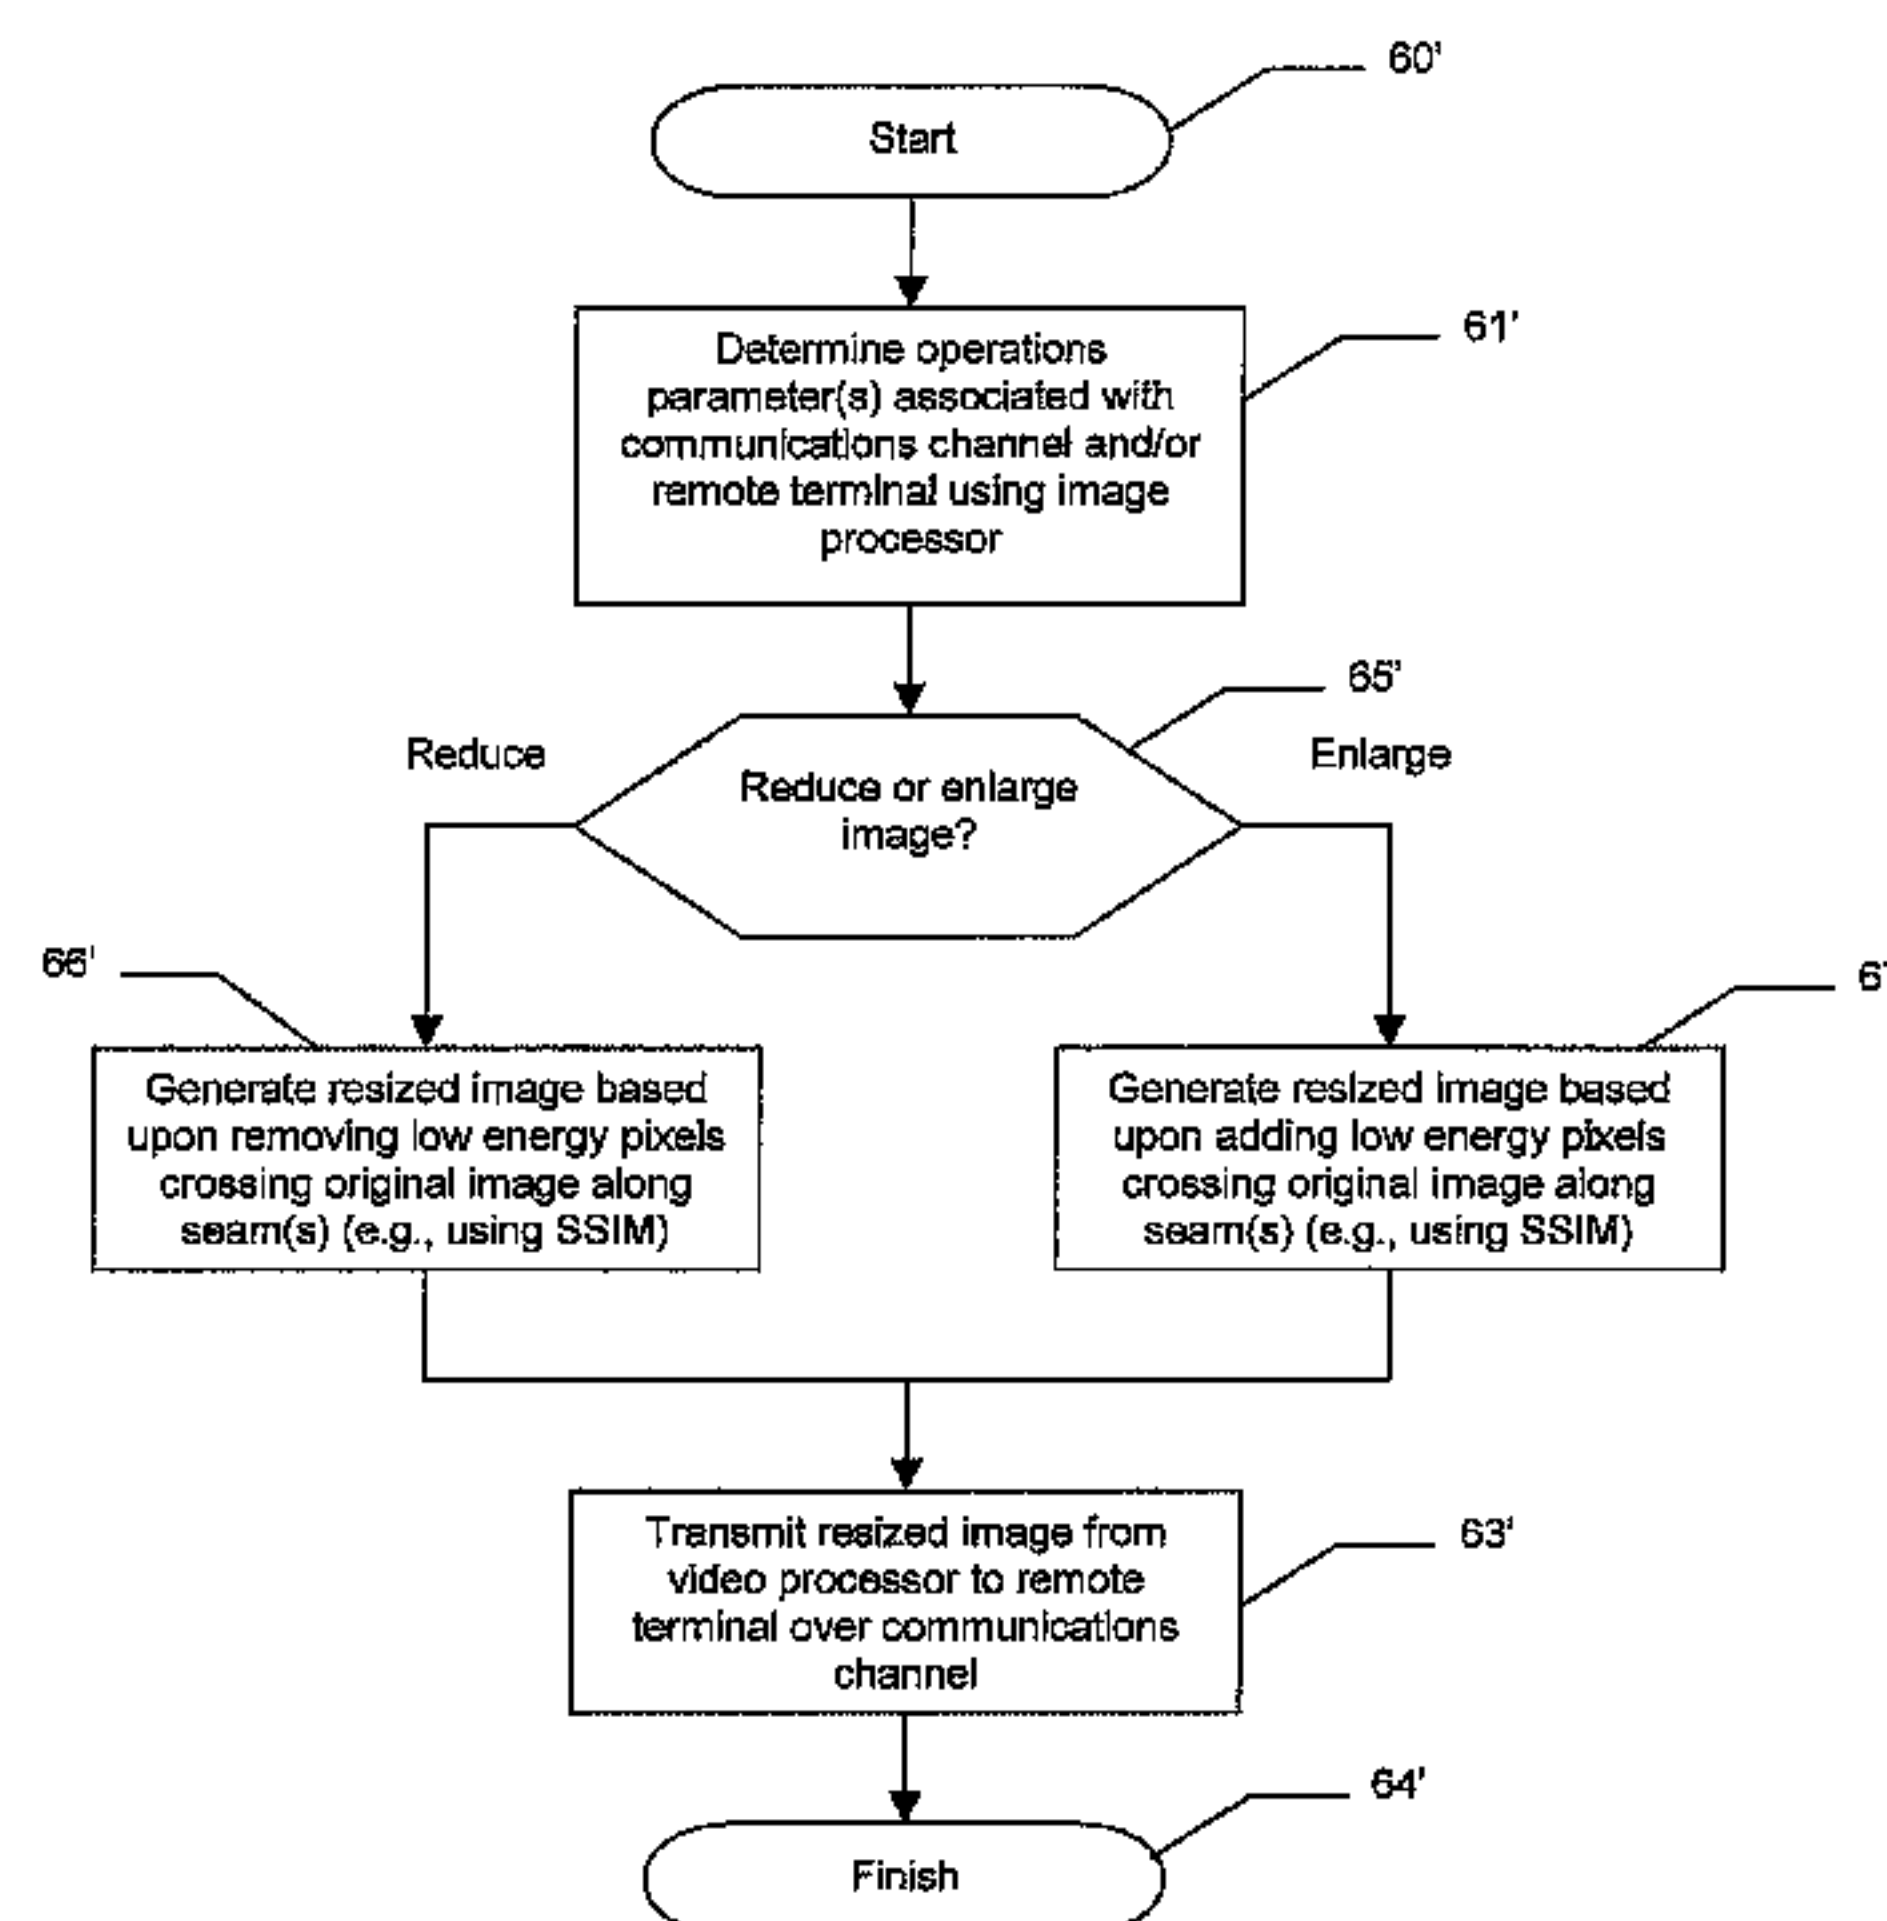 60'
Start
Determine operations
parameter(s) associated with
communications channel and/or
remote terminal using image
processor
61'
65'
Reduce
Enlarge
Reduce or enlarge
image?
66'
Generate resized image based
upon removing low energy pixels
crossing original image along
seam(s) (e.g., using SSIM)
Generate resized image based
upon adding low energy pixels
crossing original image along
seam(s) (e.g., using SSIM)
Transmit resized image from
video processor to remote
terminal over communications
channel
63'
64'
Finish